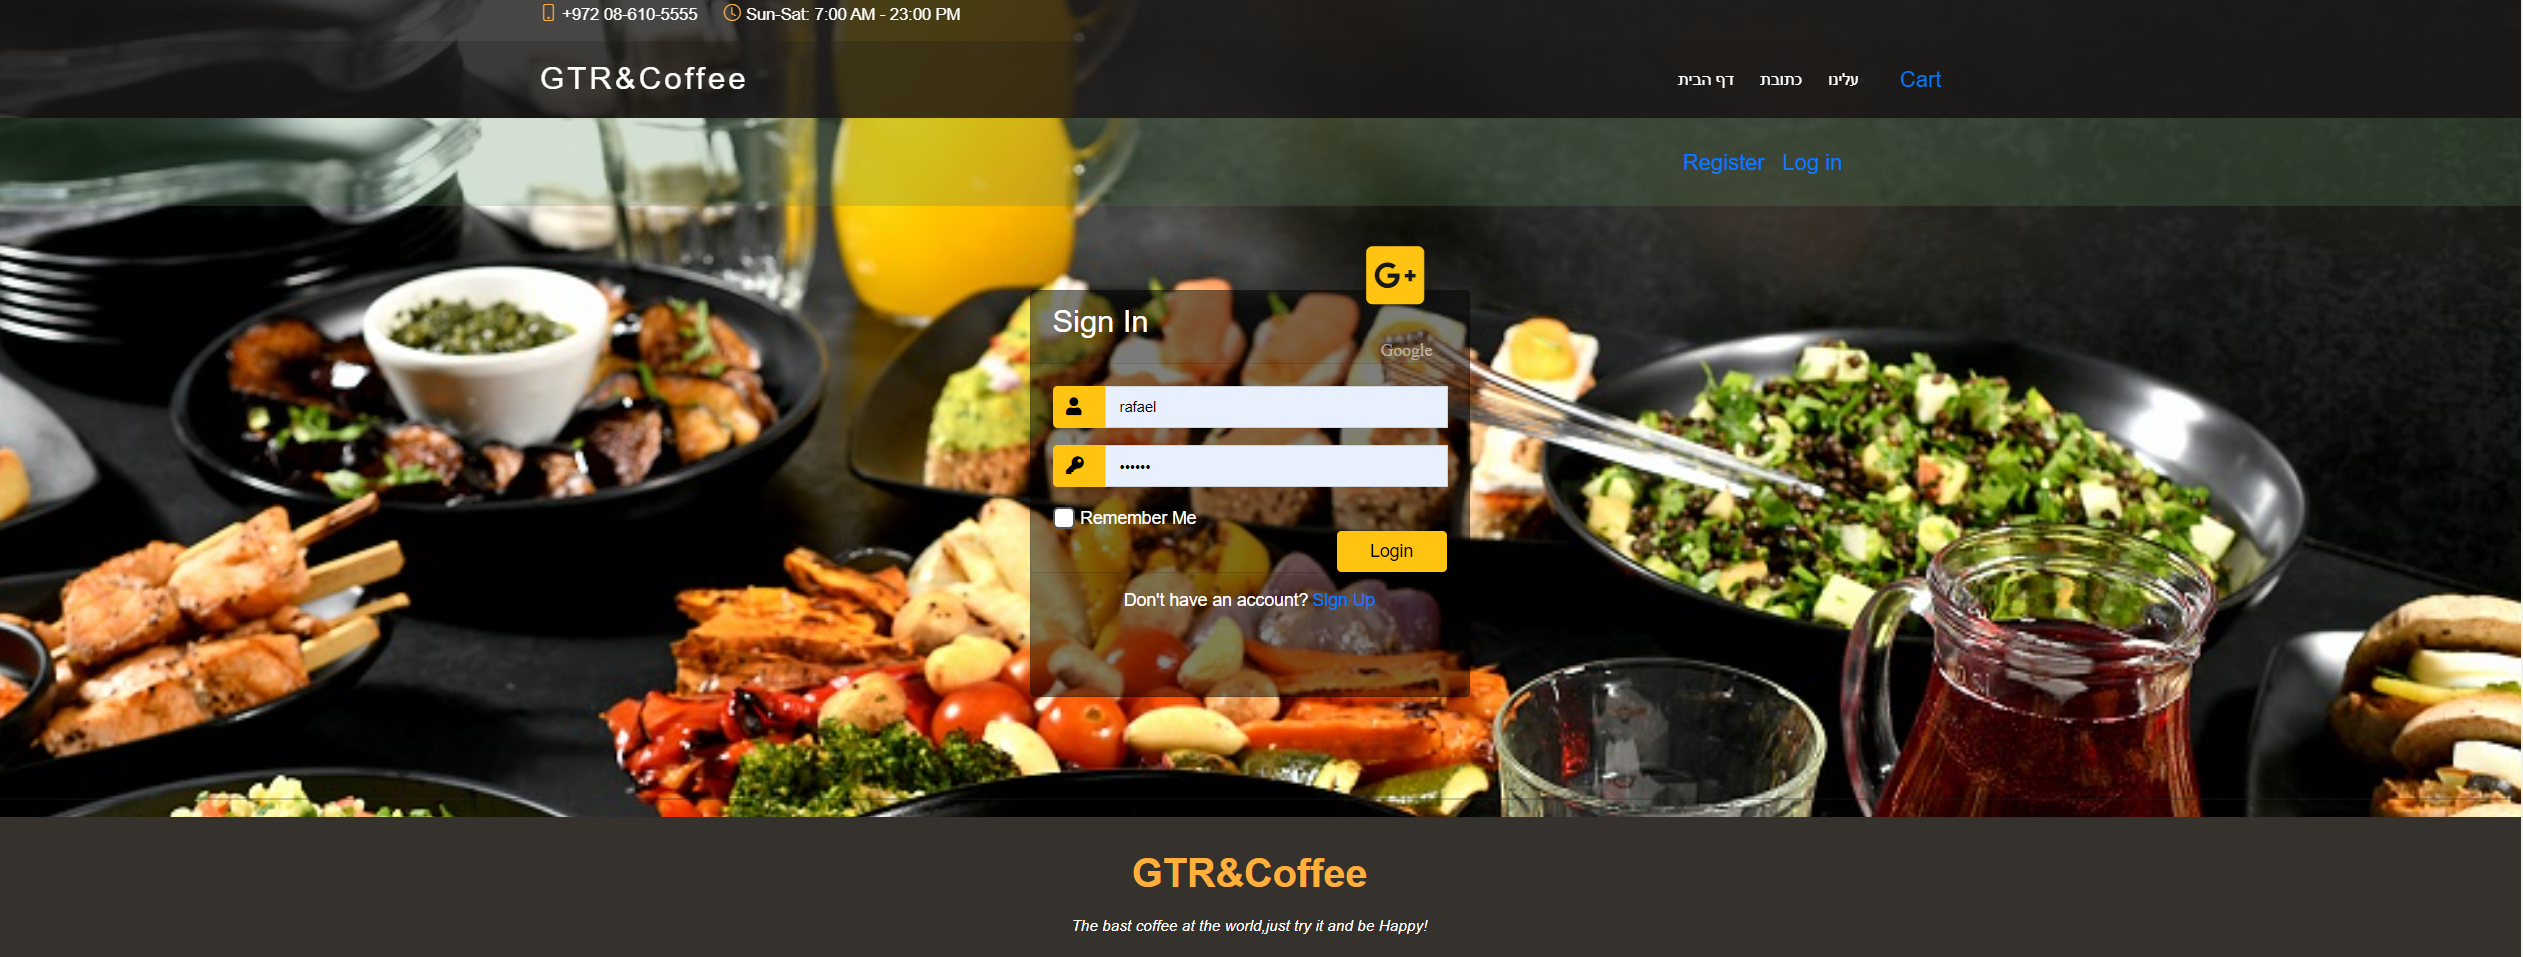 +972 08-610-5555 Sun-Sat: 7:00 AM - 23:00 PM
GTR&Coffee
דף הבית כתובת עלינו Cart
Register Log in
G+
Sign In
Google
rafael
••••••
Remember Me
Login
Don't have an account? Sign Up
GTR&Coffee
The bast coffee at the world,just try it and be Happy!